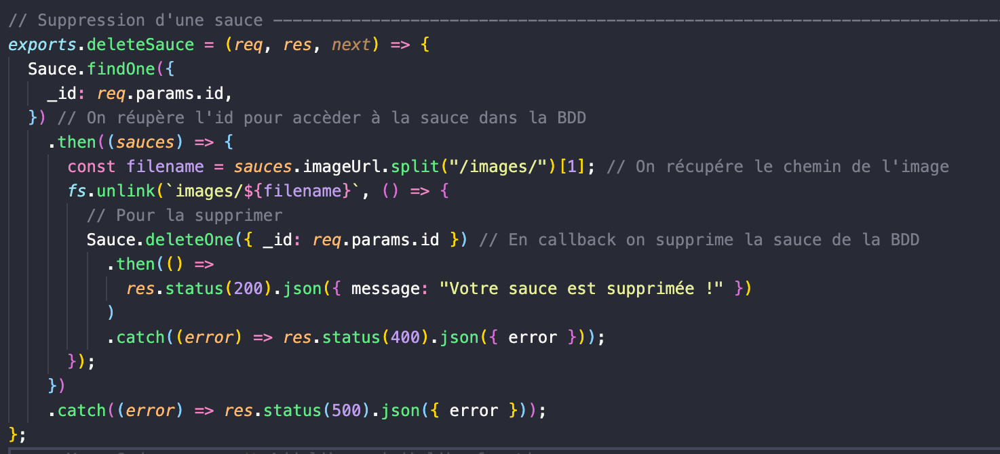 // Suppression d'une sauce ----------------------------------------------------------------------
exports.deleteSauce = (req, res, next) => {
  Sauce.findOne({
    _id: req.params.id,
  }) // On réupère l'id pour accèder à la sauce dans la BDD
    .then((sauces) => {
      const filename = sauces.imageUrl.split("/images/")[1]; // On récupére le chemin de l'image
      fs.unlink(`images/${filename}`, () => {
        // Pour la supprimer
        Sauce.deleteOne({ _id: req.params.id }) // En callback on supprime la sauce de la BDD
          .then(() =>
            res.status(200).json({ message: "Votre sauce est supprimée !" })
          )
          .catch((error) => res.status(400).json({ error }));
      });
    })
    .catch((error) => res.status(500).json({ error }));
};